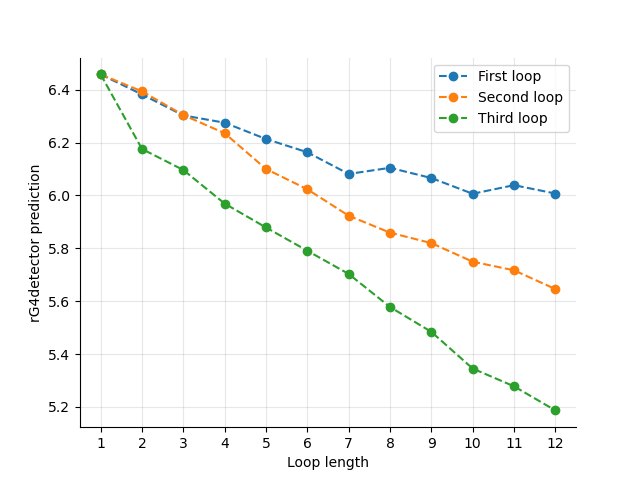 First loop
Second loop
Third loop
6.4
6.2
6.0
5.8
5.6
5.4
5.2
rG4detector prediction
1 2 3 4 5 6 7 8 9 10 11 12
Loop length